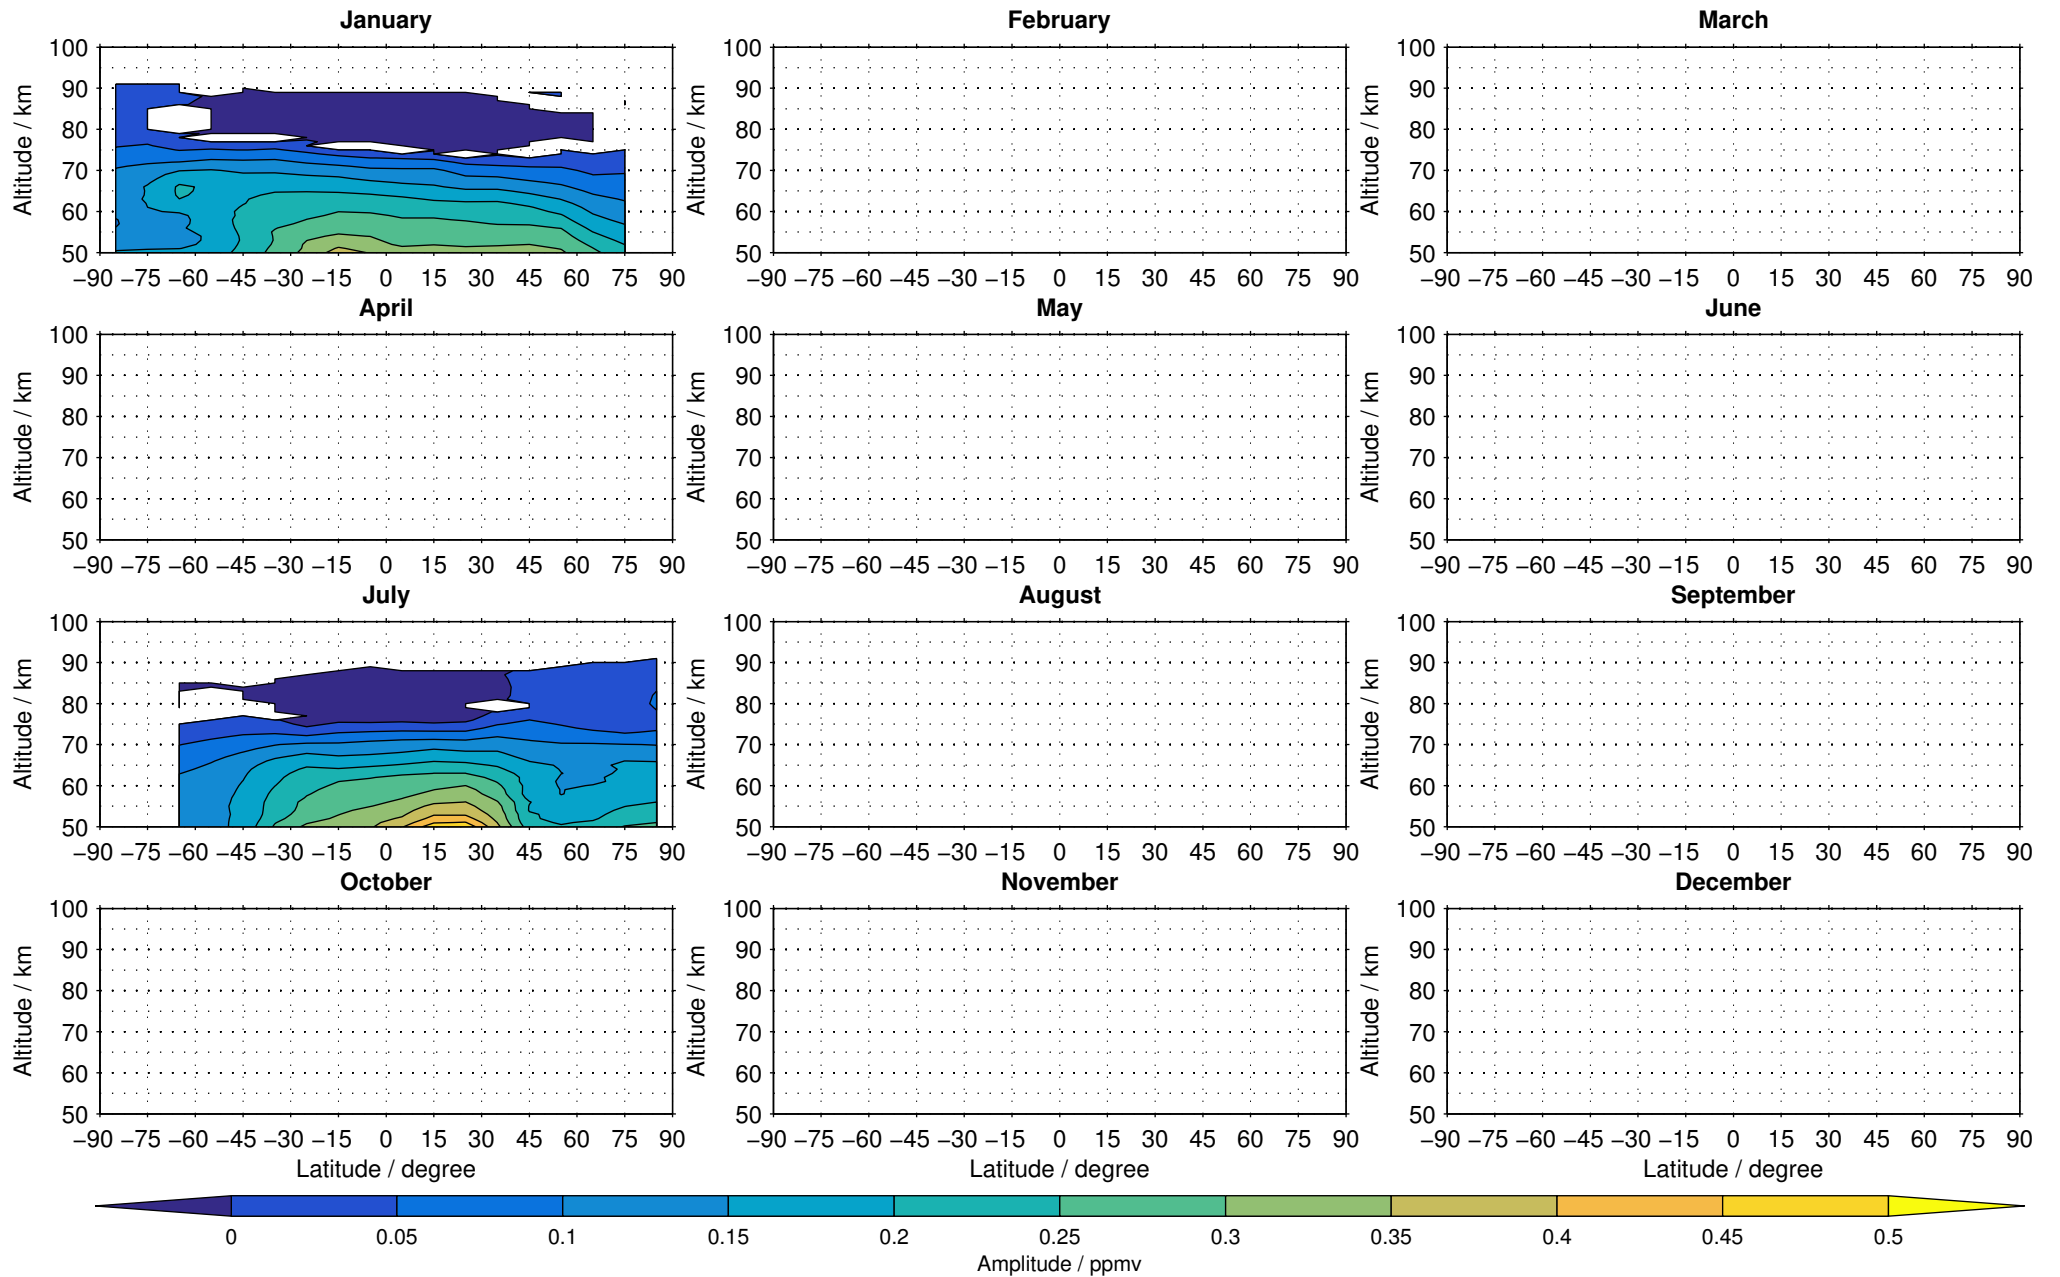 January February March
100 100 100
90 90 90
80 80 80
70 70 70
60 60 60
50 50 50
Altitude / km Altitude / km Altitude / km
−90 −75 −60 −45 −30 −15 0 15 30 45 60 75 90 −90 −75 −60 −45 −30 −15 0 15 30 45 60 75 90 −90 −75 −60 −45 −30 −15 0 15 30 45 60 75 90
April May June
100 100 100
90 90 90
80 80 80
70 70 70
60 60 60
50 50 50
Altitude / km Altitude / km Altitude / km
−90 −75 −60 −45 −30 −15 0 15 30 45 60 75 90 −90 −75 −60 −45 −30 −15 0 15 30 45 60 75 90 −90 −75 −60 −45 −30 −15 0 15 30 45 60 75 90
July August September
100 100 100
90 90 90
80 80 80
70 70 70
60 60 60
50 50 50
Altitude / km Altitude / km Altitude / km
−90 −75 −60 −45 −30 −15 0 15 30 45 60 75 90 −90 −75 −60 −45 −30 −15 0 15 30 45 60 75 90 −90 −75 −60 −45 −30 −15 0 15 30 45 60 75 90
October November December
100 100 100
90 90 90
80 80 80
70 70 70
60 60 60
50 50 50
Altitude / km Altitude / km Altitude / km
−90 −75 −60 −45 −30 −15 0 15 30 45 60 75 90 −90 −75 −60 −45 −30 −15 0 15 30 45 60 75 90 −90 −75 −60 −45 −30 −15 0 15 30 45 60 75 90
Latitude / degree Latitude / degree Latitude / degree
0 0.05 0.1 0.15 0.2 0.25 0.3 0.35 0.4 0.45 0.5
Amplitude / ppmv